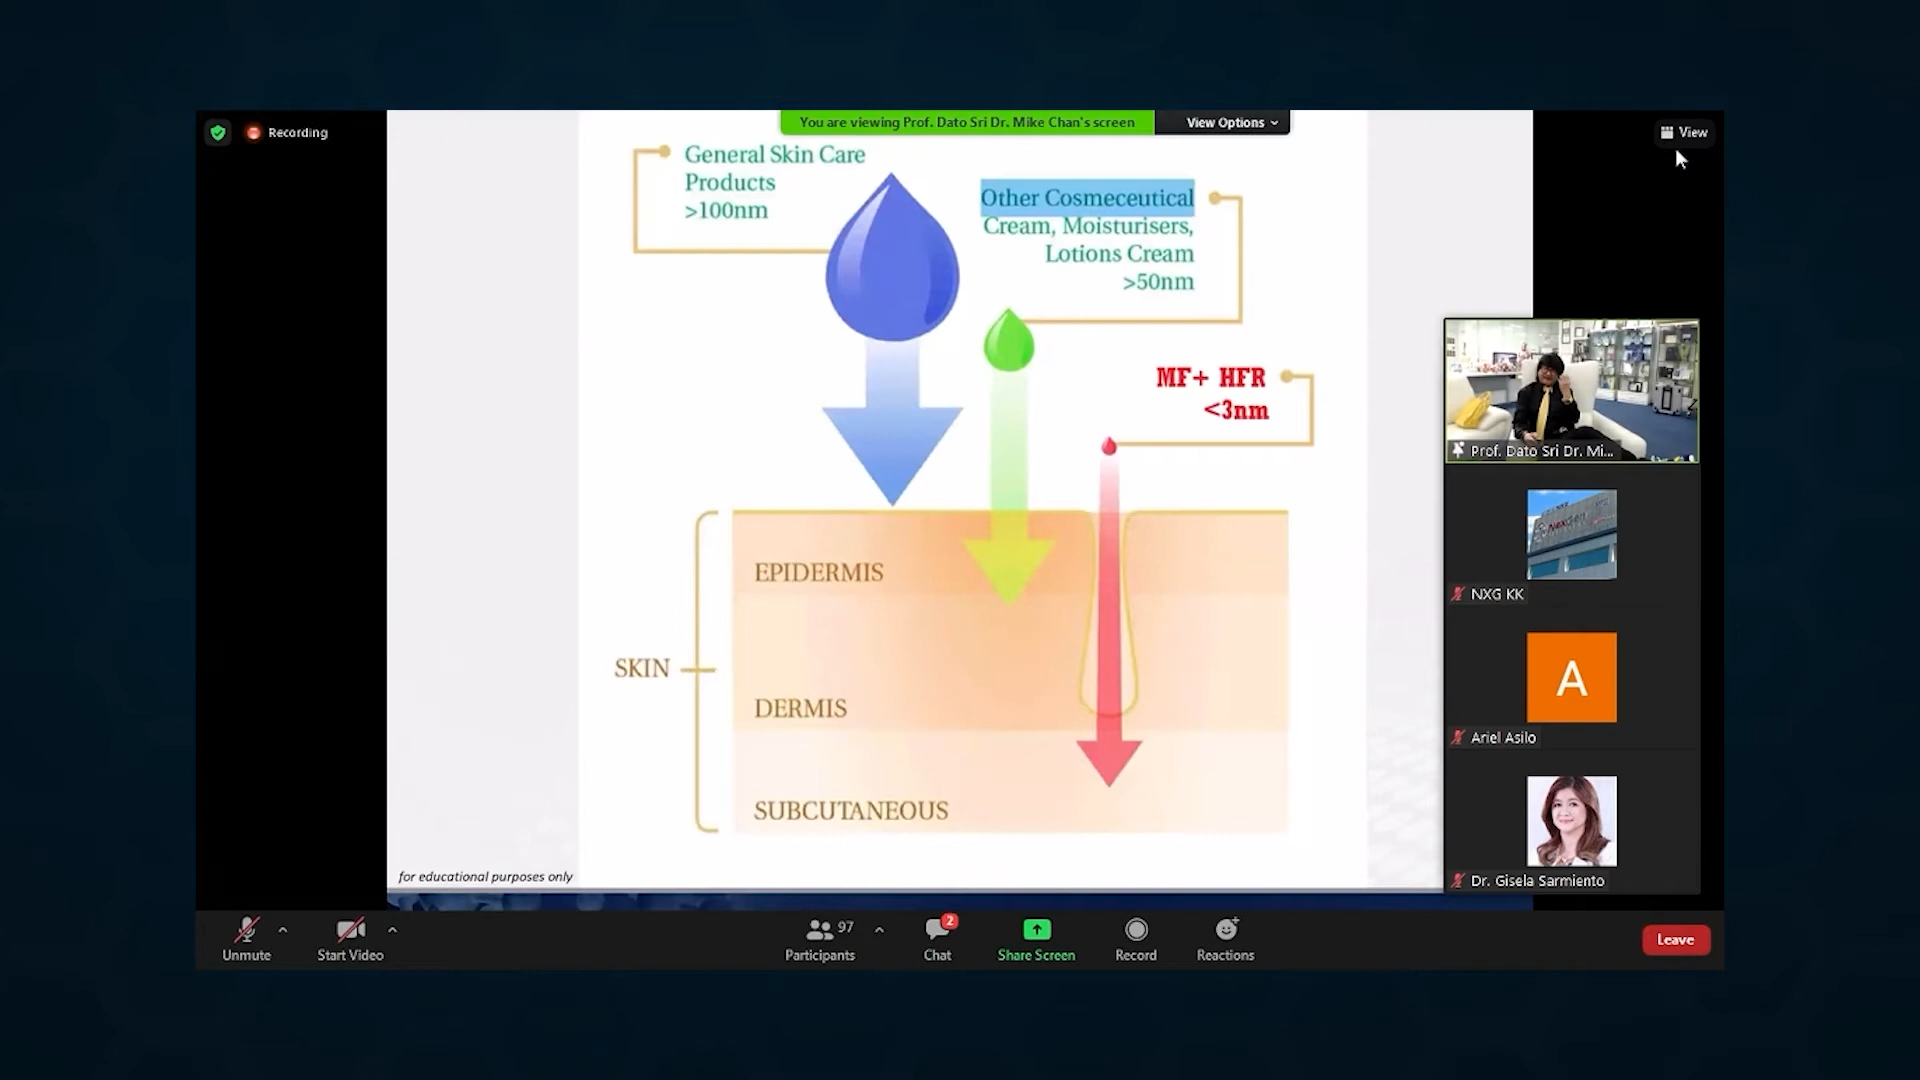 Recording
You are viewing Prof. Dato Sri Dr. Mike Chan's screen
View Options
View
General Skin Care
Products
>100nm
Other Cosmeceutical
Cream, Moisturisers,
Lotions Cream
>50nm
MF+ HFR
<3nm
EPIDERMIS
SKIN
DERMIS
SUBCUTANEOUS
for educational purposes only
Prof. Dato Sri Dr. Mi...
NXG KK
A
Ariel Asilo
Dr. Gisela Sarmiento
Unmute
Start Video
97
Participants
2
Chat
Share Screen
Record
Reactions
Leave